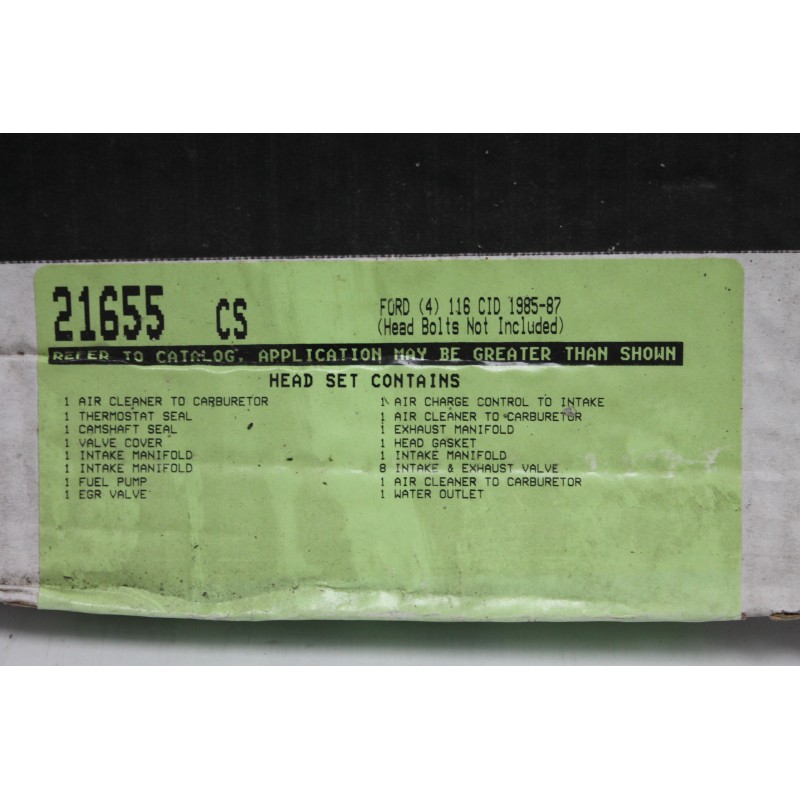 21655 CS
FORD (4) 116 CID 1985-87
(Head Bolts Not Included)
REFER TO CATALOG, APPLICATION MAY BE GREATER THAN SHOWN
HEAD SET CONTAINS
1 AIR CLEANER TO CARBURETOR
1 THERMOSTAT SEAL
1 CAMSHAFT SEAL
1 VALVE COVER
1 INTAKE MANIFOLD
1 INTAKE MANIFOLD
1 FUEL PUMP
1 EGR VALVE
1 AIR CHARGE CONTROL TO INTAKE
1 AIR CLEANER TO CARBURETOR
1 EXHAUST MANIFOLD
1 HEAD GASKET
1 INTAKE MANIFOLD
8 INTAKE & EXHAUST VALVE
1 AIR CLEANER TO CARBURETOR
1 WATER OUTLET